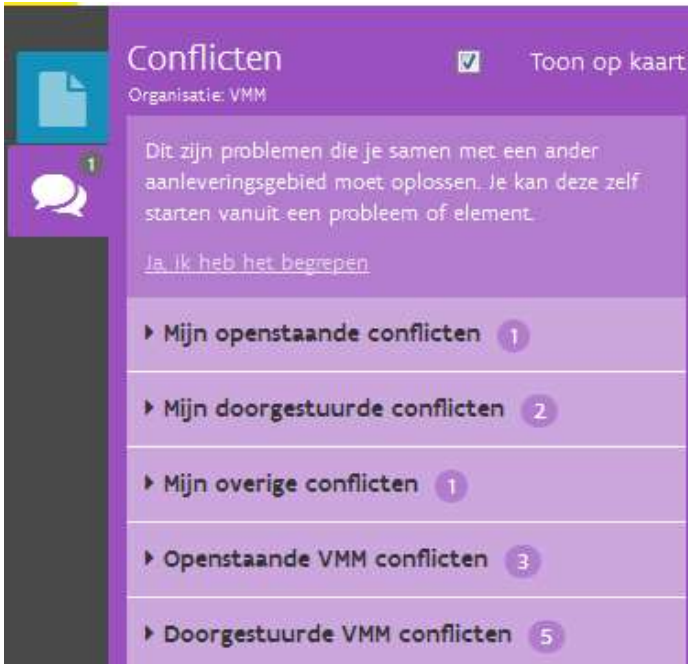 Conflicten
Toon op kaart
Organisatie: VMM
1
Dit zijn problemen die je samen met een ander
aanleveringsgebied moet oplossen. Je kan deze zelf
starten vanuit een probleem of element.
Ja, ik heb het begrepen
Mijn openstaande conflicten 1
Mijn doorgestuurde conflicten 2
Mijn overige conflicten 1
Openstaande VMM conflicten 3
Doorgestuurde VMM conflicten 5